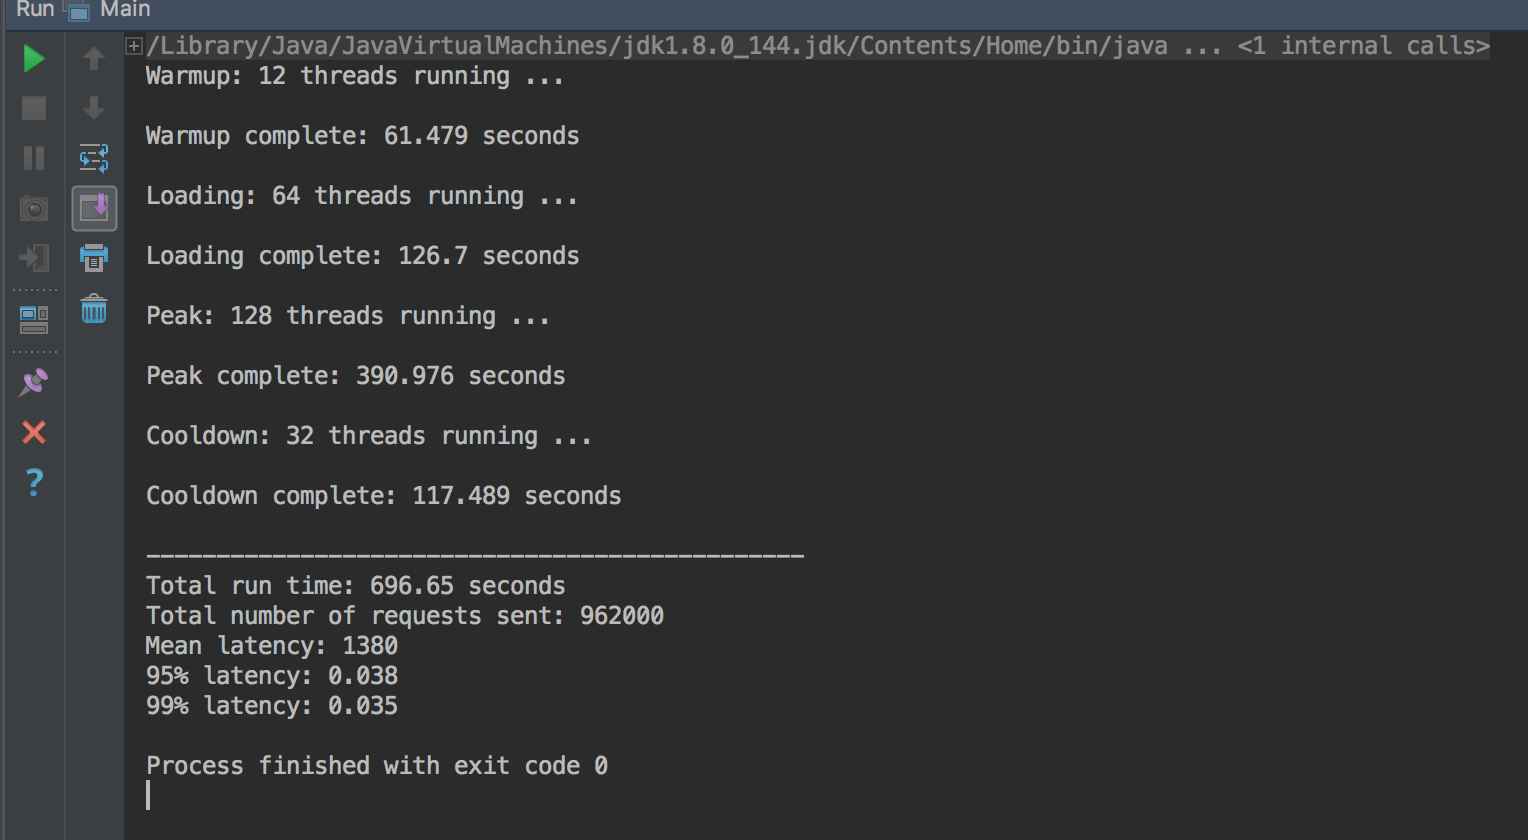 Run Main
/Library/Java/JavaVirtualMachines/jdk1.8.0_144.jdk/Contents/Home/bin/java ... <1 internal calls>
Warmup: 12 threads running ...
Warmup complete: 61.479 seconds
Loading: 64 threads running ...
Loading complete: 126.7 seconds
Peak: 128 threads running ...
Peak complete: 390.976 seconds
Cooldown: 32 threads running ...
Cooldown complete: 117.489 seconds
_______________________________________________
Total run time: 696.65 seconds
Total number of requests sent: 962000
Mean latency: 1380
95% latency: 0.038
99% latency: 0.035
Process finished with exit code 0